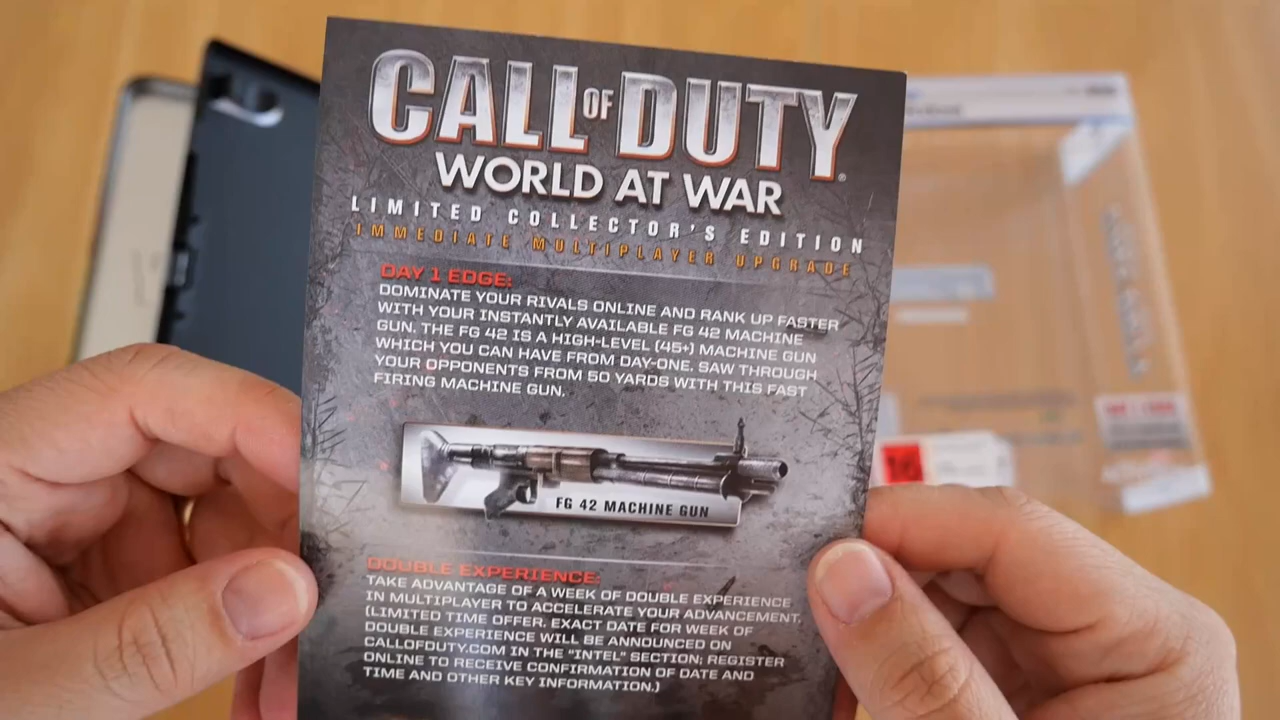 CALL OF DUTY®
WORLD AT WAR
LIMITED COLLECTOR'S EDITION
IMMEDIATE MULTIPLAYER UPGRADE
DAY 1 EDGE:
DOMINATE YOUR RIVALS ONLINE AND RANK UP FASTER
WITH YOUR INSTANTLY AVAILABLE FG 42 MACHINE
GUN. THE FG 42 IS A HIGH-LEVEL (45+) MACHINE GUN
WHICH YOU CAN HAVE FROM DAY-ONE. SAW THROUGH
YOUR OPPONENTS FROM 50 YARDS WITH THIS FAST
FIRING MACHINE GUN.
FG 42 MACHINE GUN
DOUBLE EXPERIENCE:
TAKE ADVANTAGE OF A WEEK OF DOUBLE EXPERIENCE
IN MULTIPLAYER TO ACCELERATE YOUR ADVANCEMENT.
(LIMITED TIME OFFER. EXACT DATE FOR WEEK OF
DOUBLE EXPERIENCE WILL BE ANNOUNCED ON
CALLOFDUTY.COM IN THE "INTEL" SECTION; REGISTER
ONLINE TO RECEIVE CONFIRMATION OF DATE AND
TIME AND OTHER KEY INFORMATION.)
16